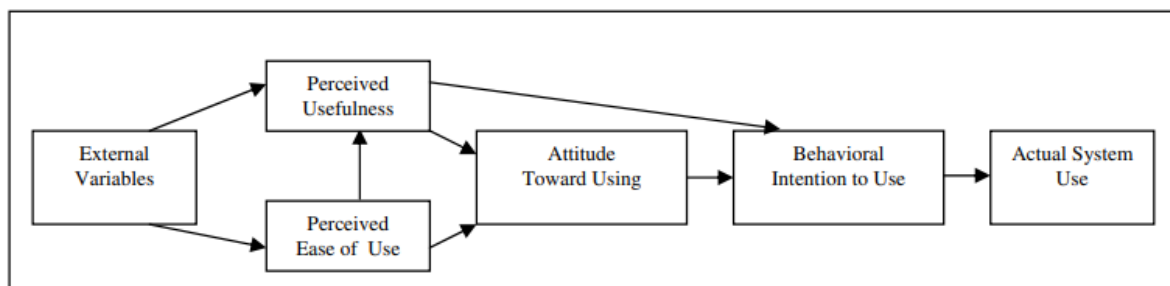 Perceived
Usefulness
External
Variables
Perceived
Ease of Use
Attitude
Toward Using
Behavioral
Intention to Use
Actual System
Use